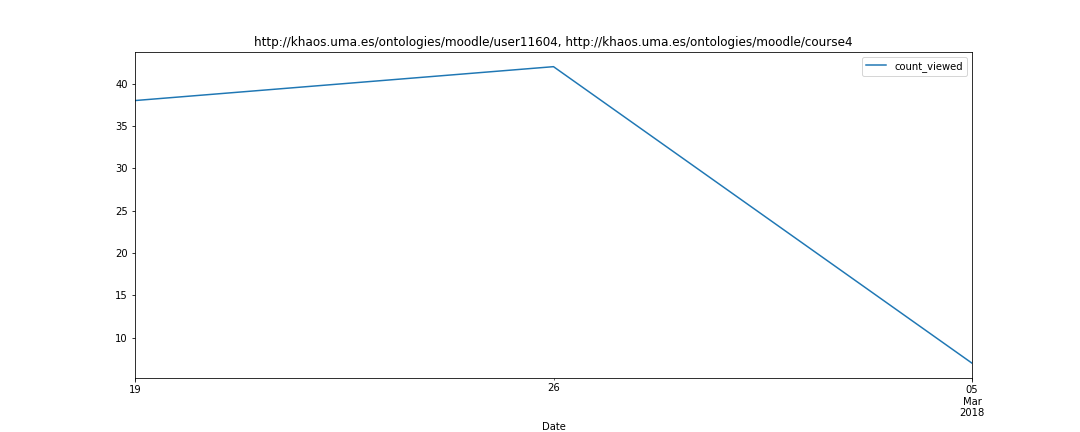 http://khaos.uma.es/ontologies/moodle/user11604, http://khaos.uma.es/ontologies/moodle/course4
count_viewed
40
35
30
25
20
15
10
19
26
05
Mar
2018
Date